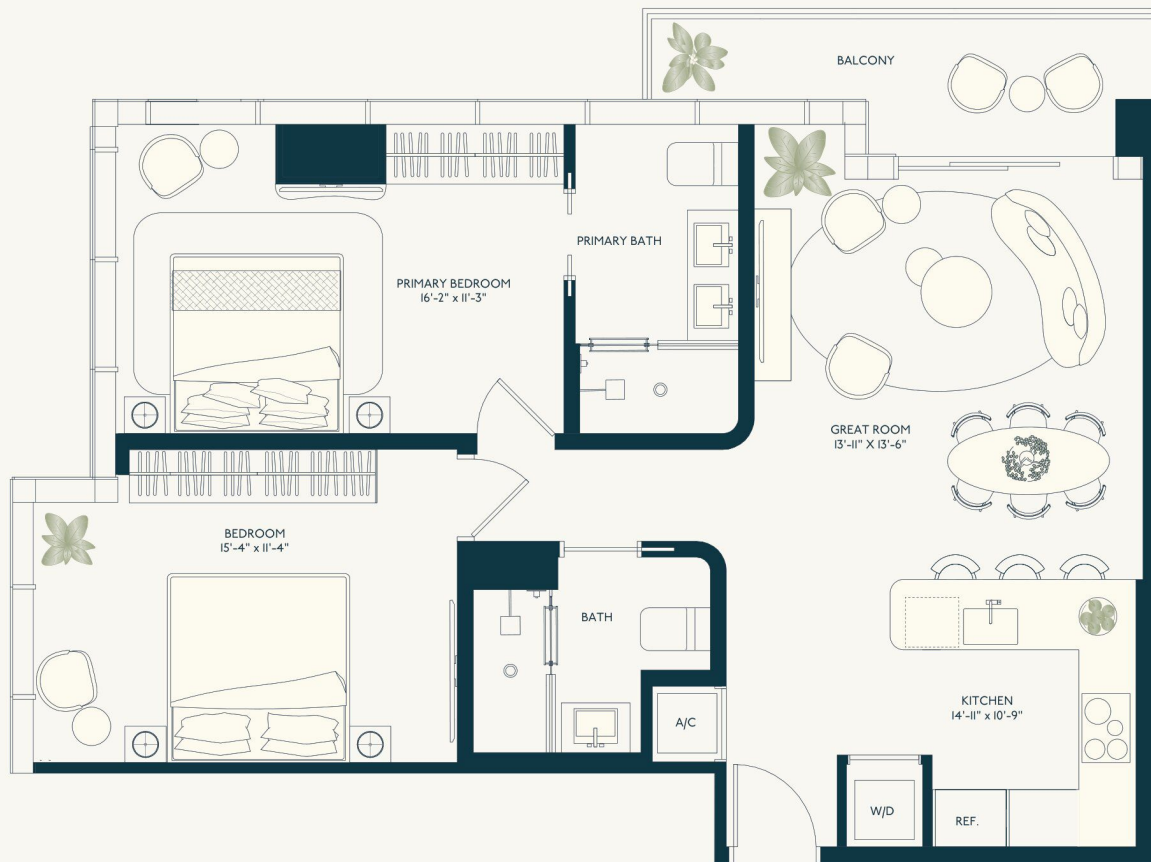 BALCONY
PRIMARY BATH
PRIMARY BEDROOM
16'-2" x 11'-3"
GREAT ROOM
13'-11" X 13'-6"
BEDROOM
15'-4" x 11'-4"
BATH
KITCHEN
14'-11" x 10'-9"
A/C
W/D
REF.